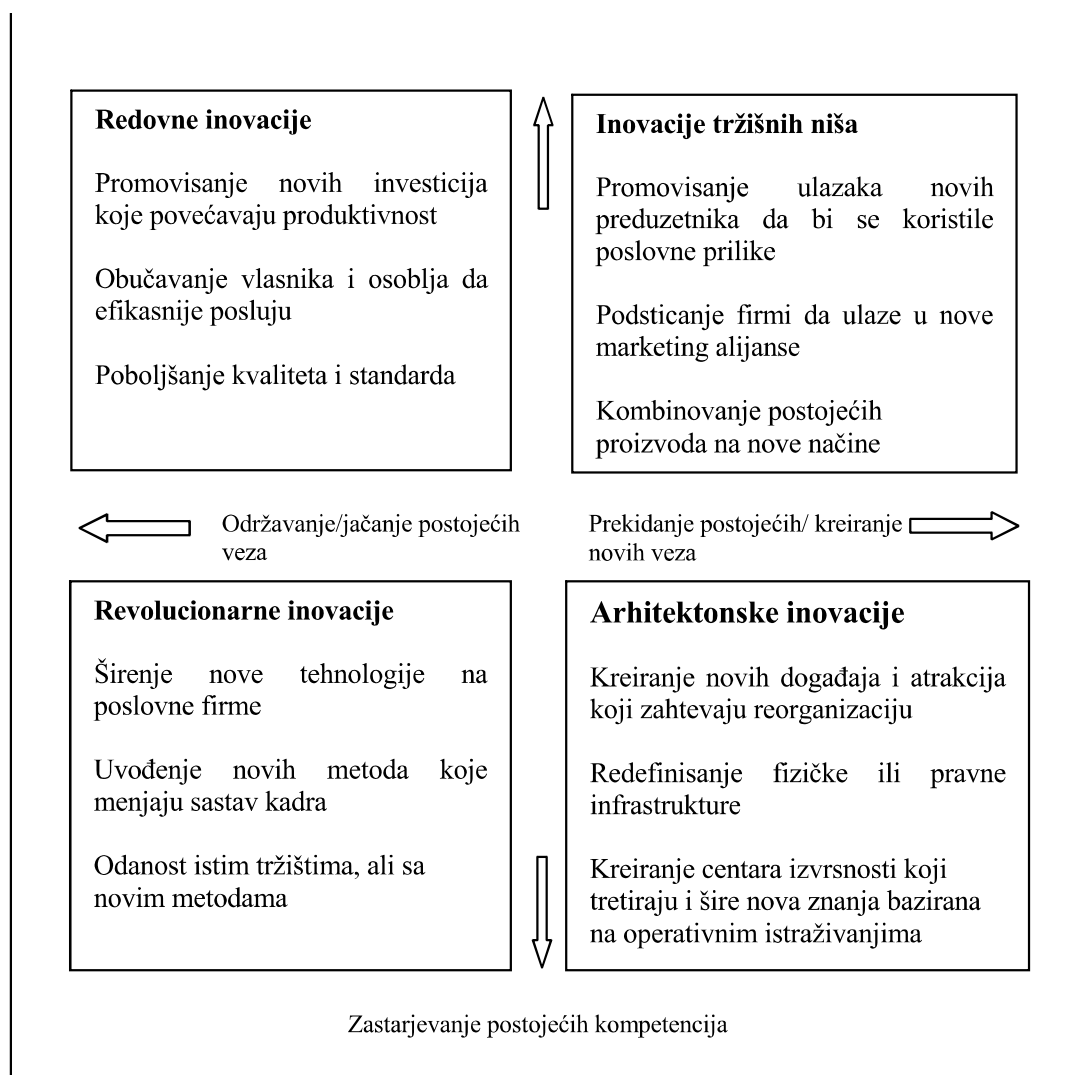 Redovne inovacije
Promovisanje novih investicija
koje povećavaju produktivnost
Obučavanje vlasnika i osoblja da
efikasnije posluju
Poboljšanje kvaliteta i standarda
Inovacije tržišnih niša
Promovisanje ulazaka novih
preduzetnika da bi se koristile
poslovne prilike
Podsticanje firmi da ulaze u nove
marketing alijanse
Kombinovanje postojećih
proizvoda na nove načine
Održavanje/jačanje postojećih
veza
Prekidanje postojećih/ kreiranje
novih veza
Revolucionarne inovacije
Širenje nove tehnologije na
poslovne firme
Uvođenje novih metoda koje
menjaju sastav kadra
Odanost istim tržištima, ali sa
novim metodama
Arhitektonske inovacije
Kreiranje novih događaja i atrakcija
koji zahtevaju reorganizaciju
Redefinisanje fizičke ili pravne
infrastrukture
Kreiranje centara izvrsnosti koji
tretiraju i šire nova znanja bazirana
na operativnim istraživanjima
Zastarjevanje postojećih kompetencija